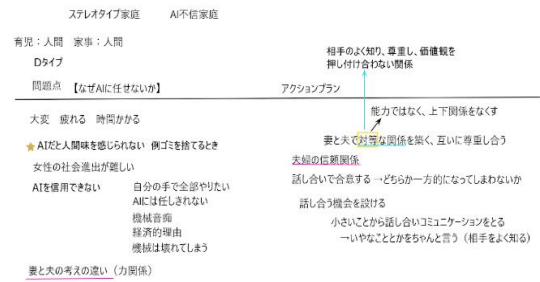 ステレオタイプ家庭　　AI不信家庭
育児：人間　家事：人間
Dタイプ
問題点　【なぜAIに任せないか】
大変　疲れる　時間かかる
AIだと人間味を感じられない　例ゴミを捨てるとき
女性の社会進出が難しい
AIを信用できない
自分の手で全部やりたい
AIには任しきれない
機械音痴
経済的理由
機械は壊れてしまう
妻と夫の考えの違い（力関係）
アクションプラン
相手のよく知り、尊重し、価値観を
押し付け合わない関係
能力ではなく、上下関係をなくす
妻と夫で対等な関係を築く、互いに尊重し合う
夫婦の信頼関係
話し合いで合意する →どちらか一方的になってしまわないか
話し合う機会を設ける
小さいことから話し合いコミュニケーションをとる
→いやなこととかをちゃんと言う（相手をよく知る）